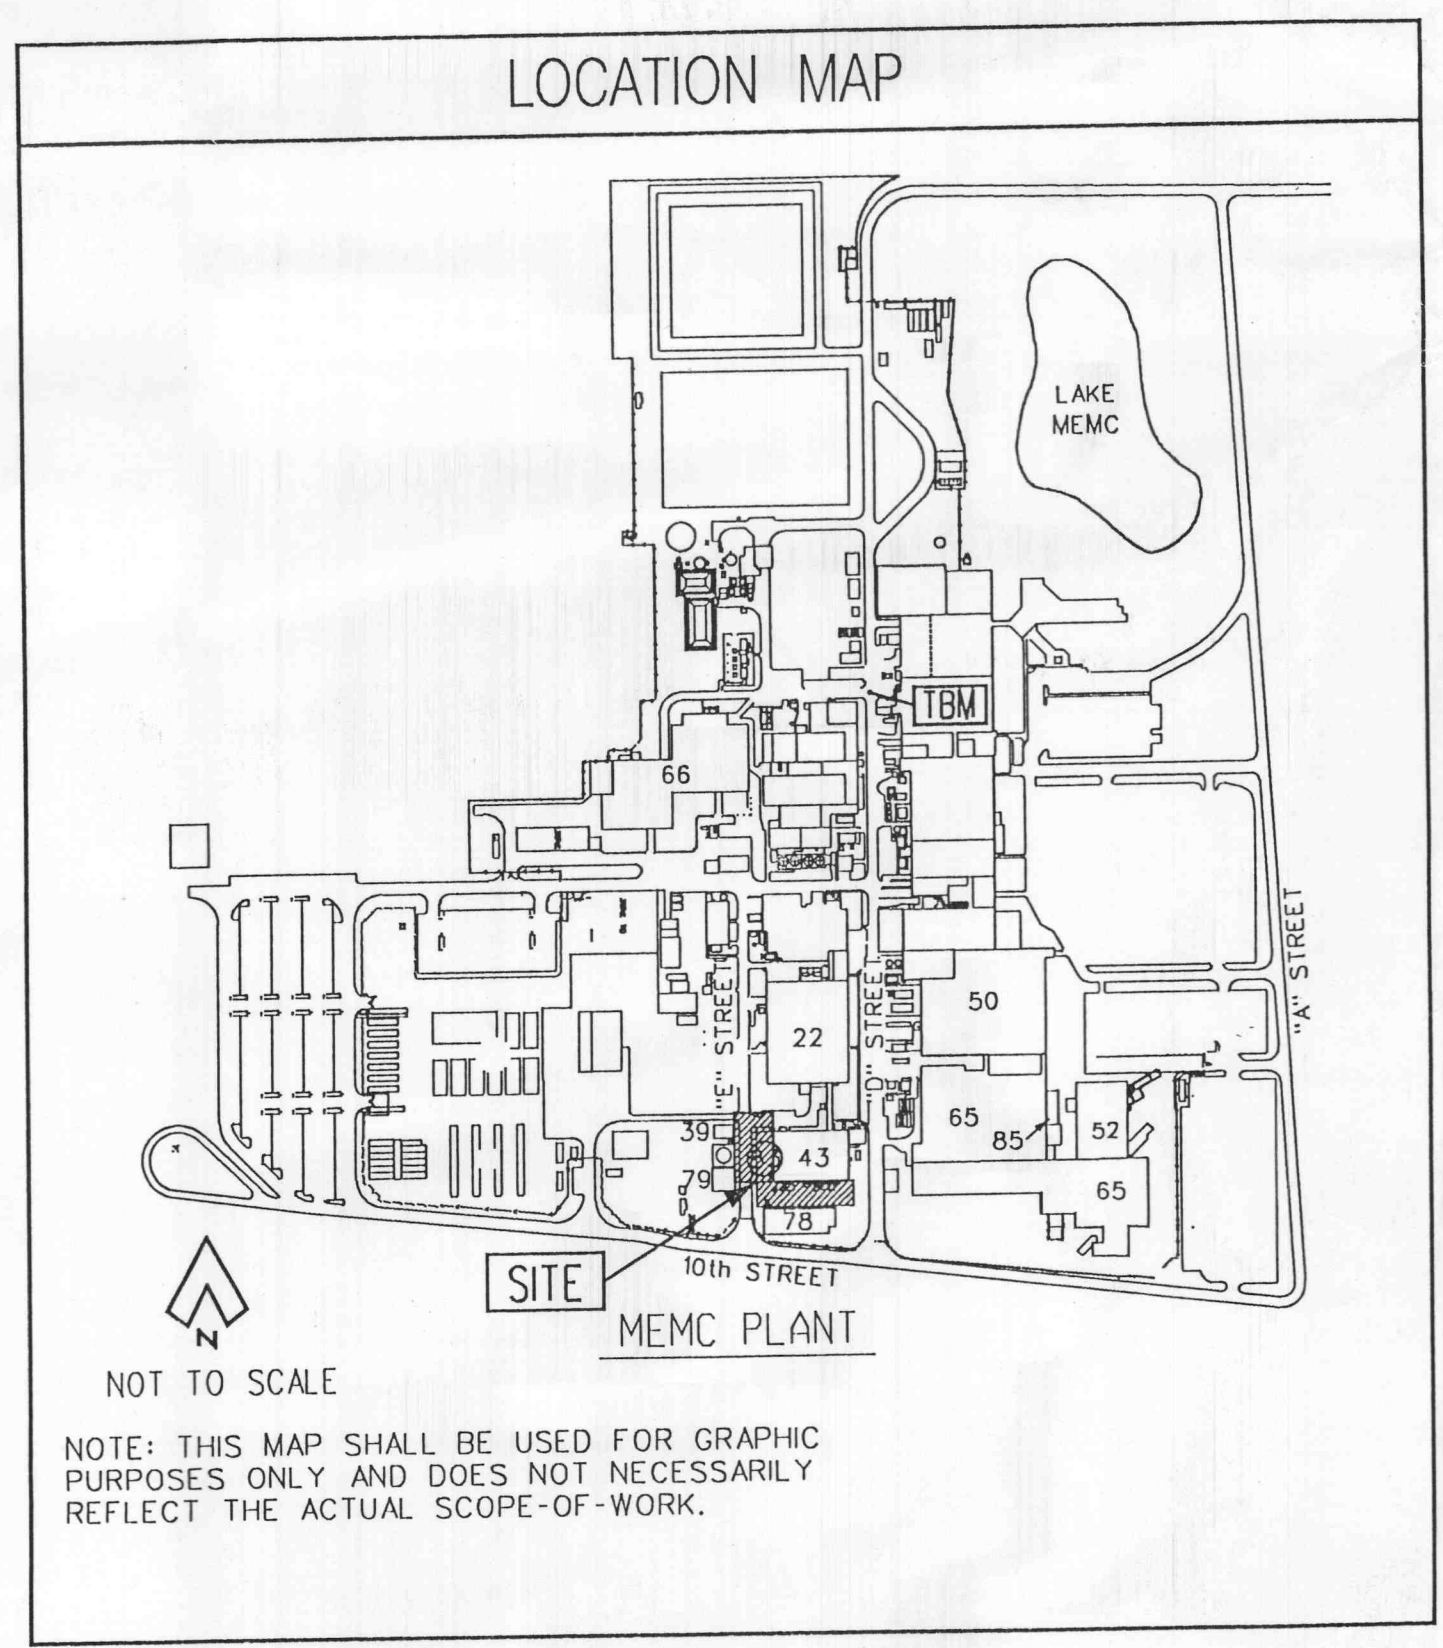 LOCATION MAP
LAKE
MEMC
TBM
66
"A" STREET
50
"E" STREET
22
"D" STREET
65
85
52
39
43
79
65
78
SITE
10th STREET
MEMC PLANT
N
NOT TO SCALE
NOTE: THIS MAP SHALL BE USED FOR GRAPHIC
PURPOSES ONLY AND DOES NOT NECESSARILY
REFLECT THE ACTUAL SCOPE-OF-WORK.